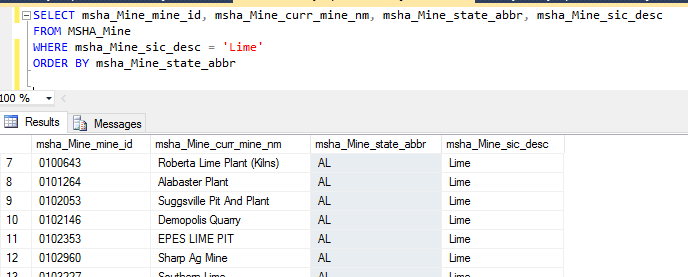 SELECT msha_Mine_mine_id, msha_Mine_curr_mine_nm, msha_Mine_state_abbr, msha_Mine_sic_desc
FROM MSHA_Mine
WHERE msha_Mine_sic_desc = 'Lime'
ORDER BY msha_Mine_state_abbr
100 %
Results Messages
msha_Mine_mine_id msha_Mine_curr_mine_nm msha_Mine_state_abbr msha_Mine_sic_desc
7 0100643 Roberta Lime Plant (Kilns) AL Lime
8 0101264 Alabaster Plant AL Lime
9 0102053 Suggsville Pit And Plant AL Lime
10 0102146 Demopolis Quarry AL Lime
11 0102353 EPES LIME PIT AL Lime
12 0102960 Sharp Ag Mine AL Lime
13 0103227 Southern Lime AL Lime